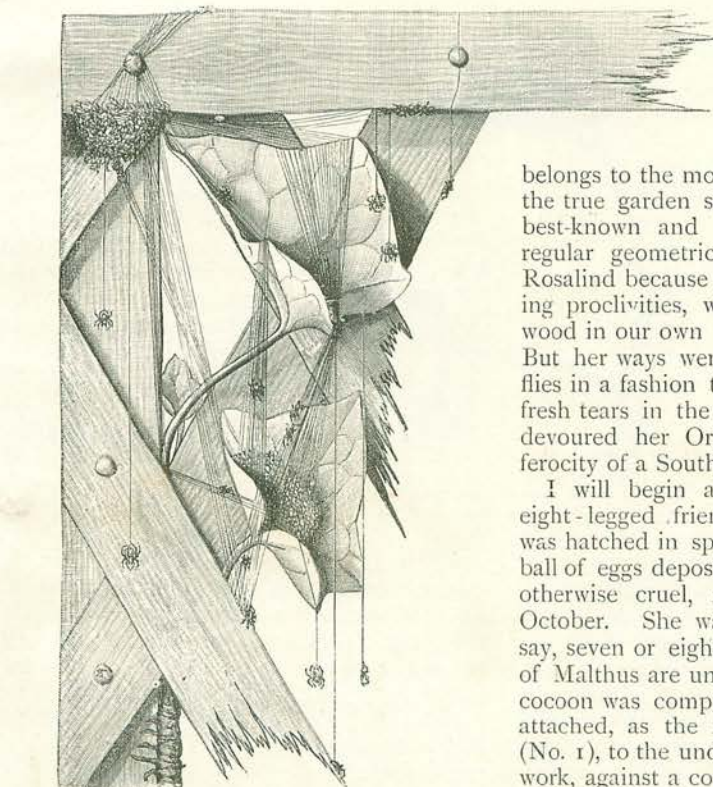 belongs to the mo
the true garden s
best-known and
regular geometric
Rosalind because
ing proclivities, w
wood in our own
But her ways wer
flies in a fashion t
fresh tears in the
devoured her Or
ferocity of a South
I will begin a
eight-legged friend
was hatched in sp
ball of eggs depos
otherwise cruel,
October. She wa
say, seven or eigh
of Malthus are un
cocoon was comp
attached, as the
(No. 1), to the und
work, against a co